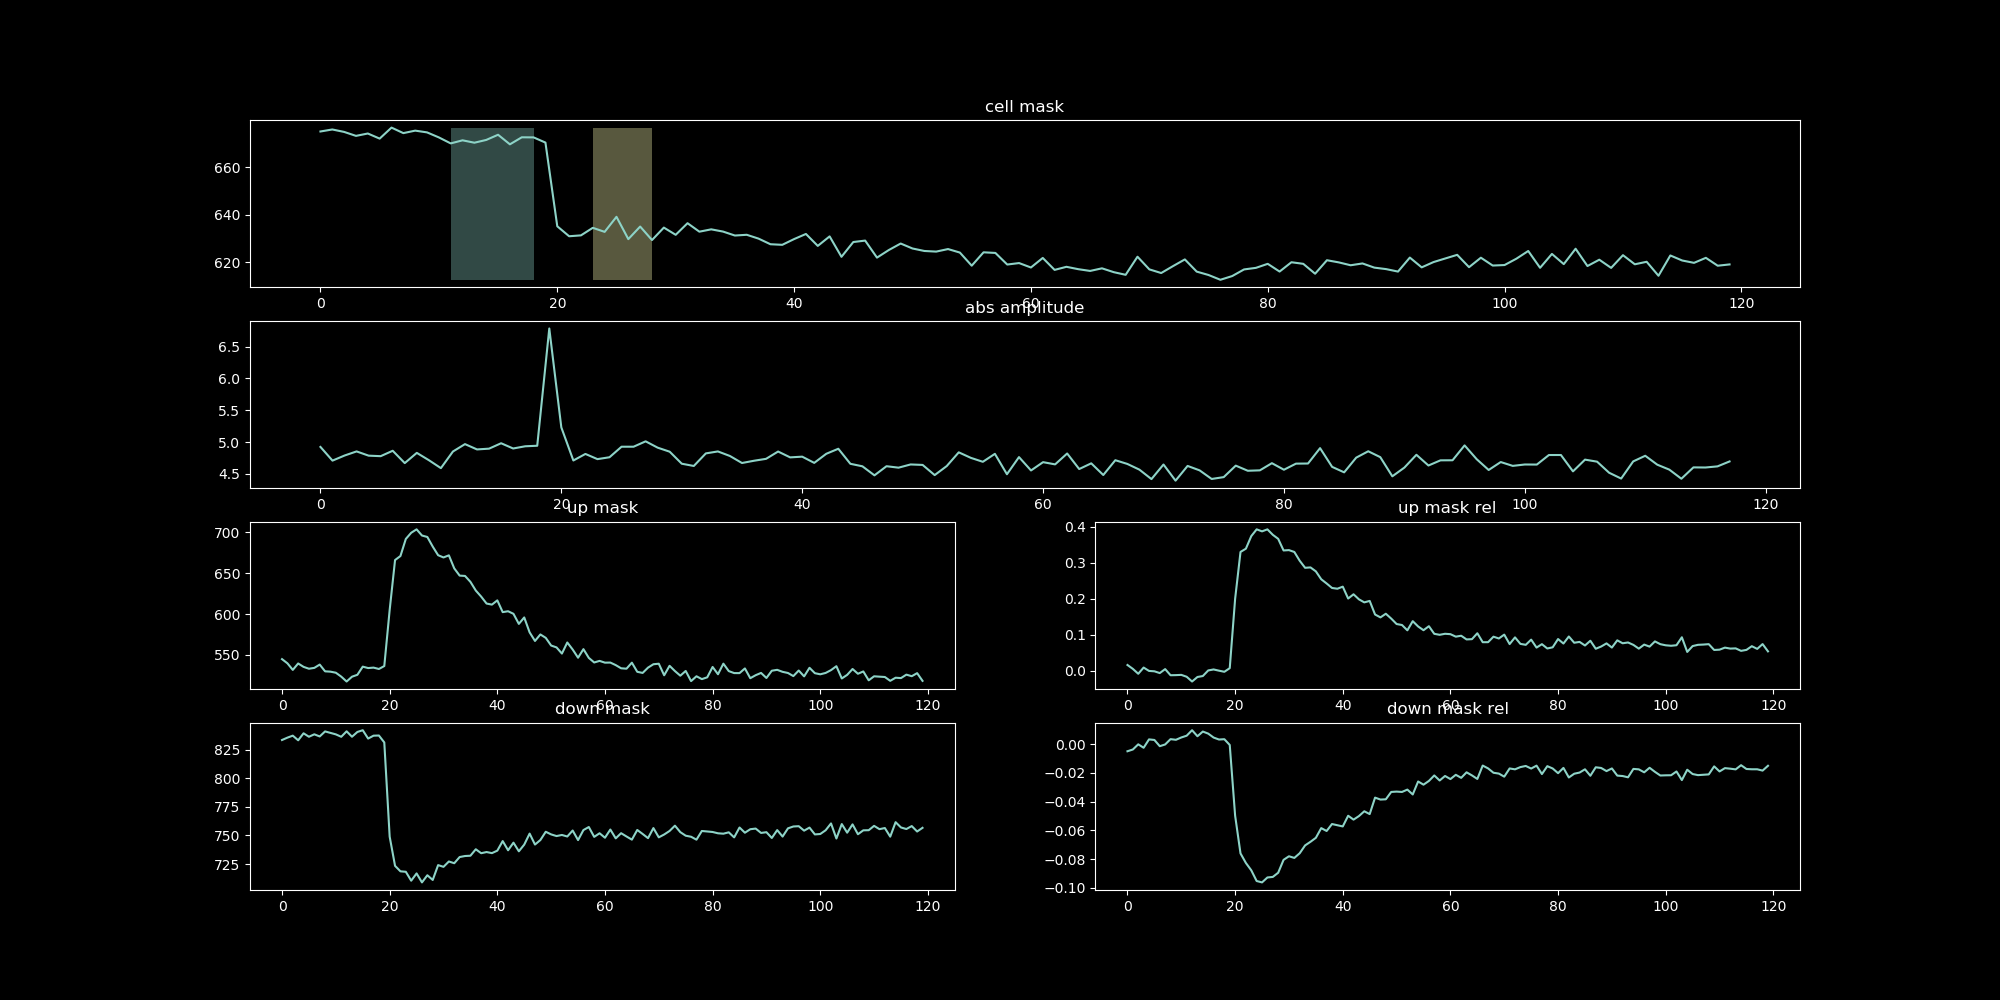 cell mask
660
640
620
0 20 40 60 80 100 120
abs amplitude
6.5
6.0
5.5
5.0
4.5
0 20 40 60 80 100 120
up mask
700
650
600
550
0 20 40 60 80 100 120
up mask rel
0.4
0.3
0.2
0.1
0.0
0 20 40 60 80 100 120
down mask
825
800
775
750
725
0 20 40 60 80 100 120
down mask rel
0.00
−0.02
−0.04
−0.06
−0.08
−0.10
0 20 40 60 80 100 120